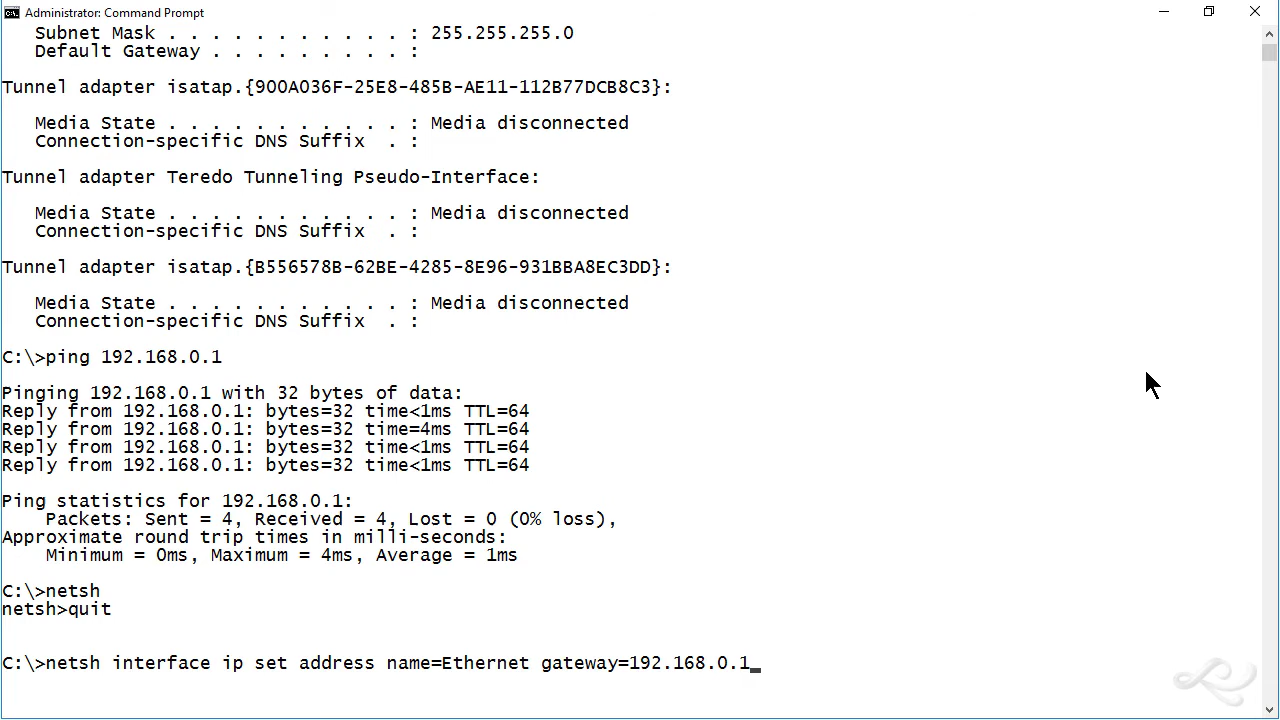 Administrator: Command Prompt
Subnet Mask . . . . . . . . . . . : 255.255.255.0
Default Gateway . . . . . . . . . :
Tunnel adapter isatap.{900A036F-25E8-485B-AE11-112B77DCB8C3}:
Media State . . . . . . . . . . . : Media disconnected
Connection-specific DNS Suffix  . :
Tunnel adapter Teredo Tunneling Pseudo-Interface:
Media State . . . . . . . . . . . : Media disconnected
Connection-specific DNS Suffix  . :
Tunnel adapter isatap.{B556578B-62BE-4285-8E96-931BBA8EC3DD}:
Media State . . . . . . . . . . . : Media disconnected
Connection-specific DNS Suffix  . :
C:\>ping 192.168.0.1
Pinging 192.168.0.1 with 32 bytes of data:
Reply from 192.168.0.1: bytes=32 time<1ms TTL=64
Reply from 192.168.0.1: bytes=32 time=4ms TTL=64
Reply from 192.168.0.1: bytes=32 time<1ms TTL=64
Reply from 192.168.0.1: bytes=32 time<1ms TTL=64
Ping statistics for 192.168.0.1:
Packets: Sent = 4, Received = 4, Lost = 0 (0% loss),
Approximate round trip times in milli-seconds:
Minimum = 0ms, Maximum = 4ms, Average = 1ms
C:\>netsh
netsh>quit
C:\>netsh interface ip set address name=Ethernet gateway=192.168.0.1_